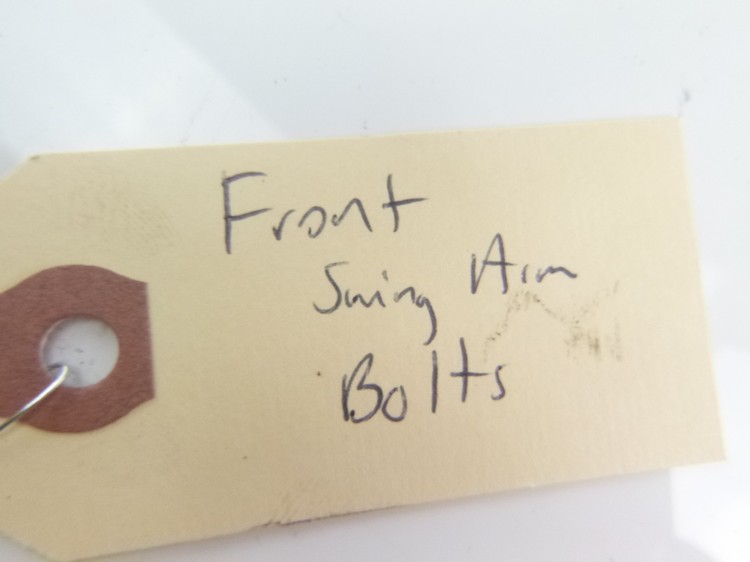 Front
Swing Arm
Bolts